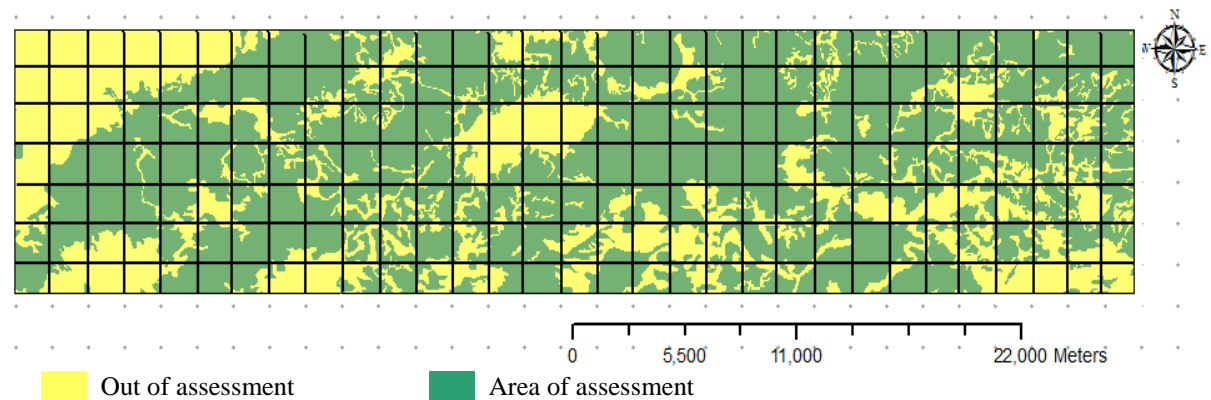 N
W E
S
0 5,500 11,000 22,000 Meters
Out of assessment Area of assessment